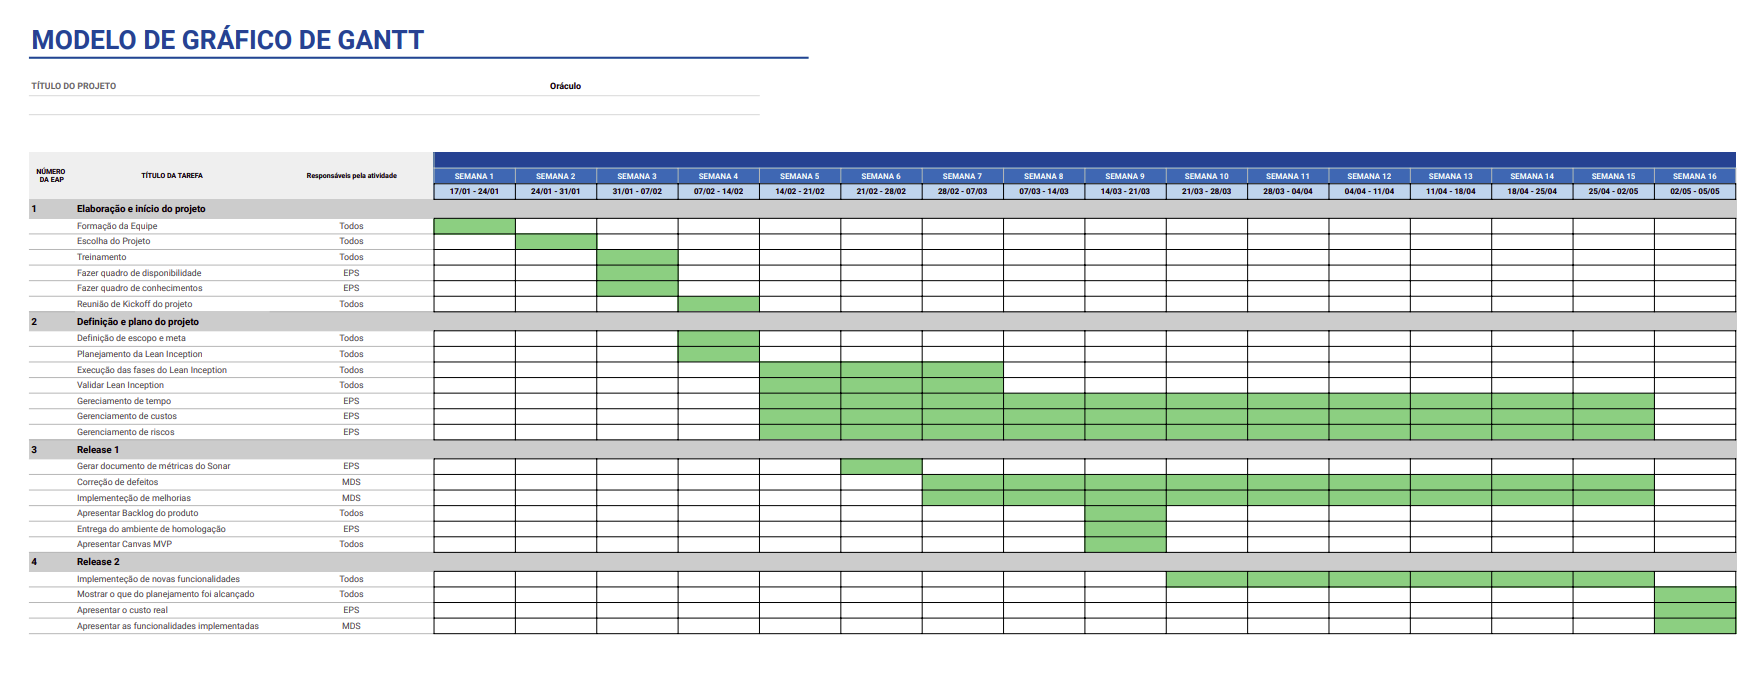 MODELO DE GRÁFICO DE GANTT
TÍTULO DO PROJETO Oráculo
NÚMERO DA EAP TÍTULO DA TAREFA Responsáveis pela atividade
SEMANA 1 SEMANA 2 SEMANA 3 SEMANA 4 SEMANA 5 SEMANA 6 SEMANA 7 SEMANA 8 SEMANA 9 SEMANA 10 SEMANA 11 SEMANA 12 SEMANA 13 SEMANA 14 SEMANA 15 SEMANA 16
17/01 - 24/01 24/01 - 31/01 31/01 - 07/02 07/02 - 14/02 14/02 - 21/02 21/02 - 28/02 28/02 - 07/03 07/03 - 14/03 14/03 - 21/03 21/03 - 28/03 28/03 - 04/04 04/04 - 11/04 11/04 - 18/04 18/04 - 25/04 25/04 - 02/05 02/05 - 05/05
1 Elaboração e início do projeto
Formação da Equipe Todos
Escolha do Projeto Todos
Treinamento Todos
Fazer quadro de disponibilidade EPS
Fazer quadro de conhecimentos EPS
Reunião de Kickoff do projeto Todos
2 Definição e plano do projeto
Definição de escopo e meta Todos
Planejamento da Lean Inception Todos
Execução das fases do Lean Inception Todos
Validar Lean Inception Todos
Gereciamento de tempo EPS
Gerenciamento de custos EPS
Gerenciamento de riscos EPS
3 Release 1
Gerar documento de métricas do Sonar EPS
Correção de defeitos MDS
Implementeção de melhorias MDS
Apresentar Backlog do produto Todos
Entrega do ambiente de homologação EPS
Apresentar Canvas MVP Todos
4 Release 2
Implementeção de novas funcionalidades Todos
Mostrar o que do planejamento foi alcançado Todos
Apresentar o custo real EPS
Apresentar as funcionalidades implementadas MDS